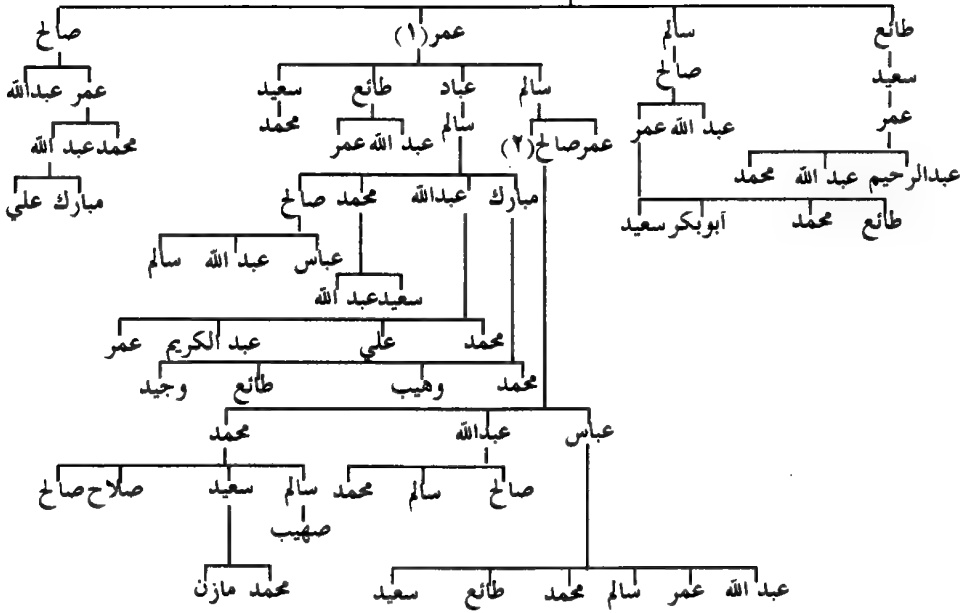 طائع سالم عمر (١) صالح
سعيد صالح سالم عباد طائع سعيد عمر عبدالله
عمر عبد الله عمر عمر صالح (٢) سالم عبد الله عمر محمد محمد عبد الله
عبدالرحيم عبد الله محمد مبارك علي
طائع محمد أبوبكر سعيد مبارك عبدالله محمد صالح
عباس عبد الله سالم
سعيد عبد الله
محمد علي عبد الكريم عمر
محمد وهيب طائع وجيد
عباس عبدالله محمد
صالح سالم محمد سالم سعيد صلاح صالح
صهيب
عبد الله عمر سالم محمد طائع سعيد محمد مازن